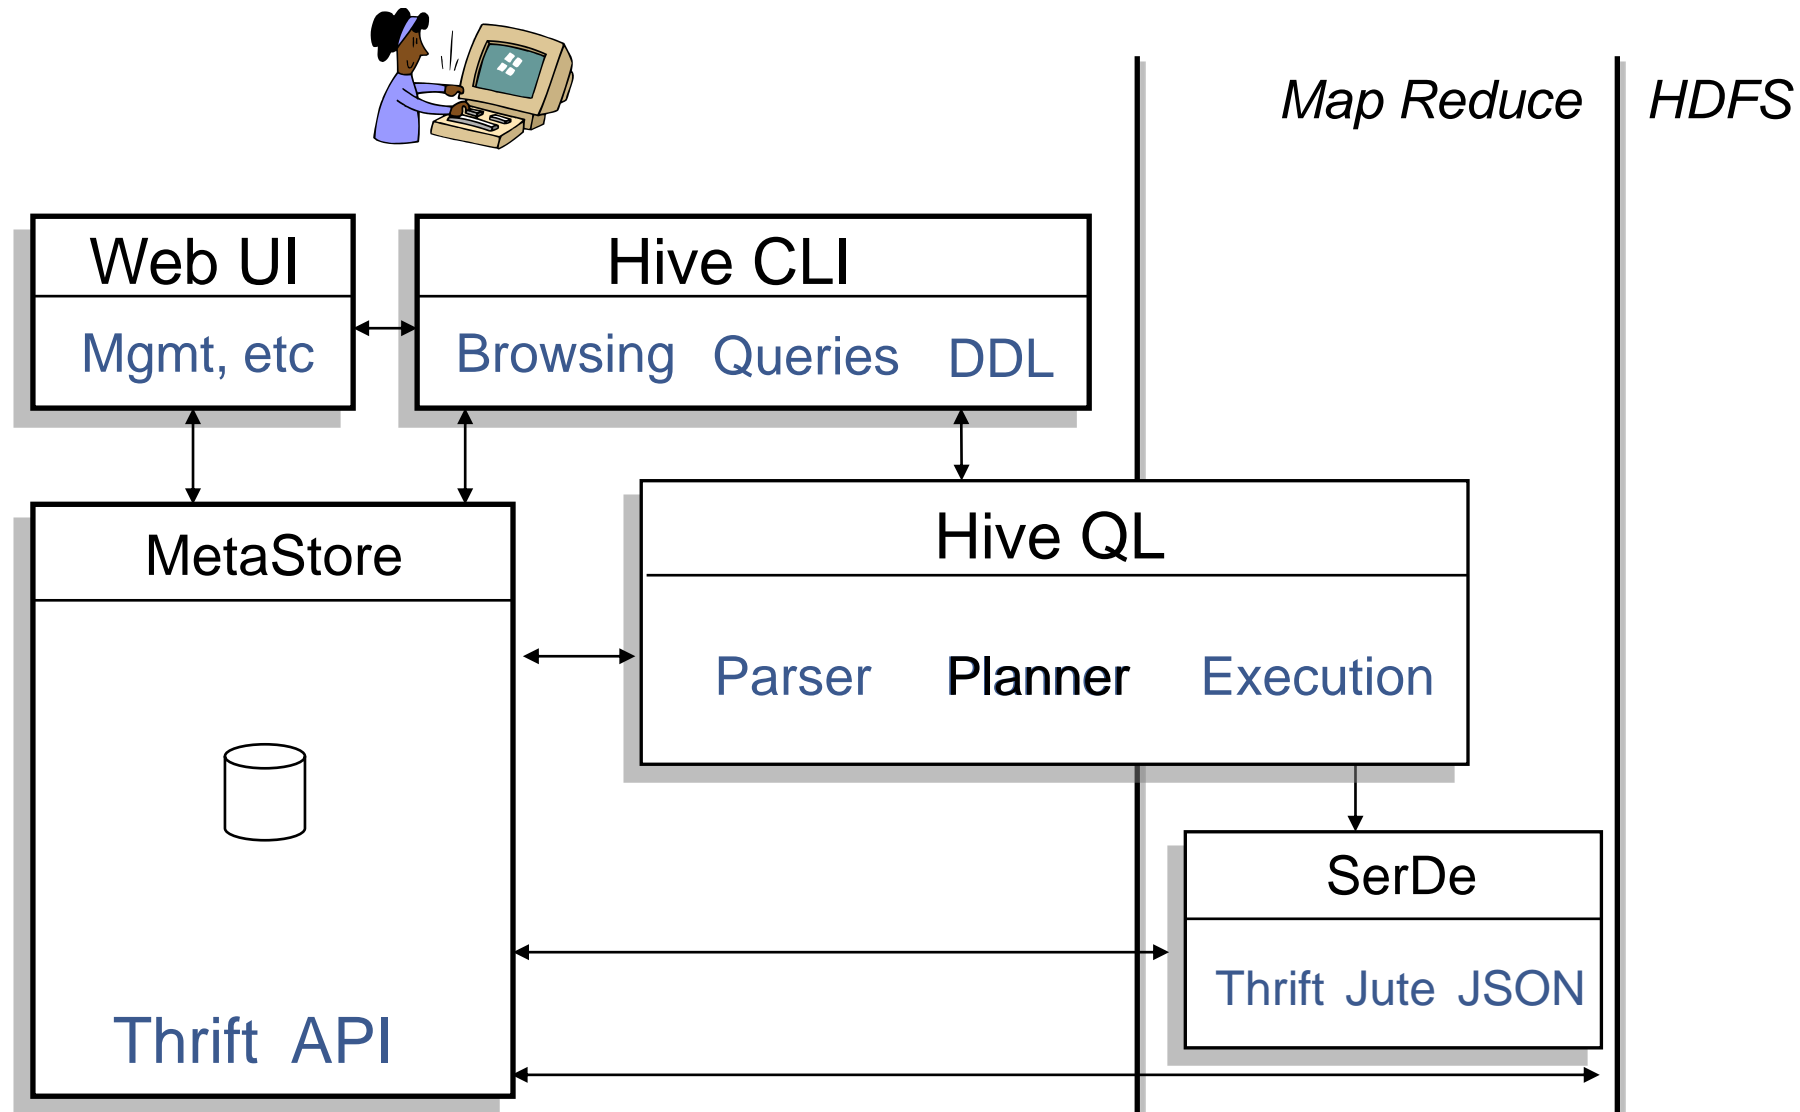 Map Reduce
HDFS
Web UI
Hive CLI
Mgmt, etc
Browsing Queries DDL
MetaStore
Hive QL
Parser Planner Execution
SerDe
Thrift Jute JSON
Thrift API